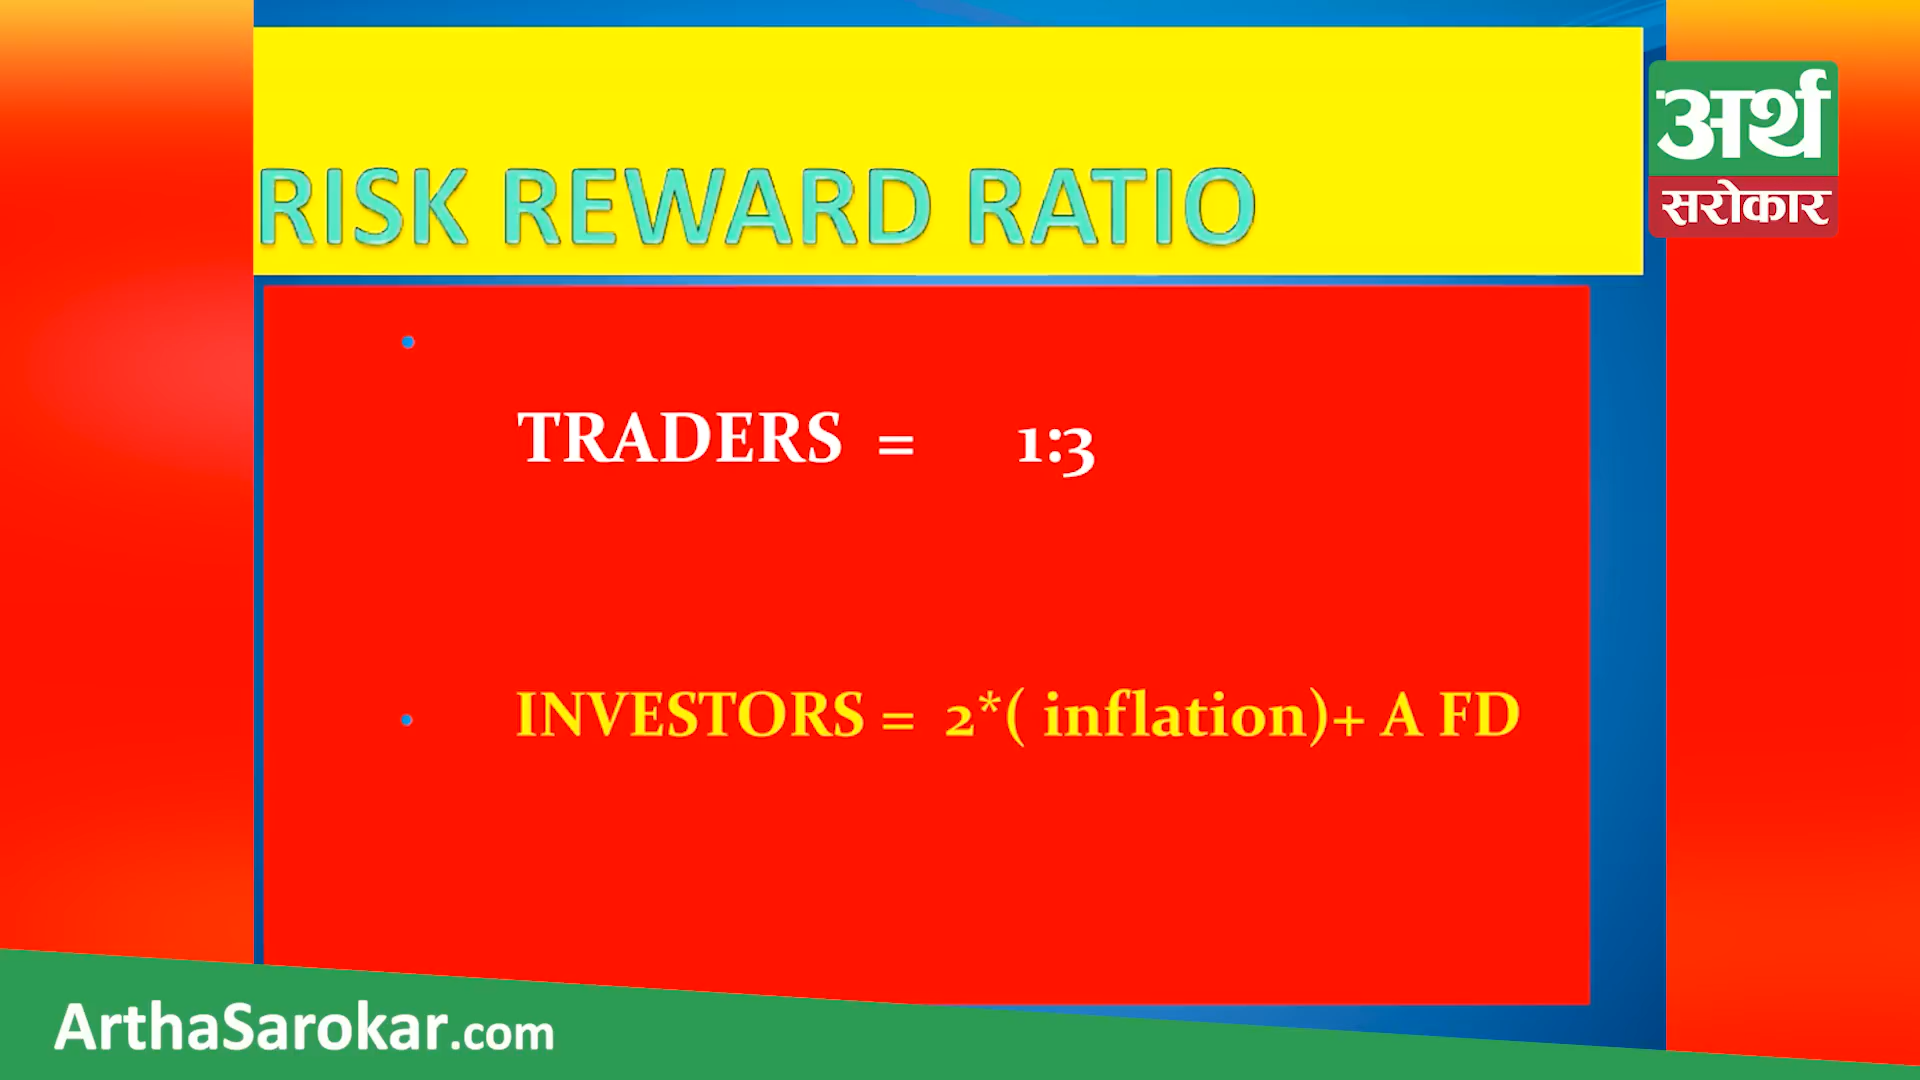 RISK REWARD RATIO
अर्थ
सरोकार
• TRADERS = 1:3
• INVESTORS = 2*( inflation)+ A FD
ArthaSarokar.com